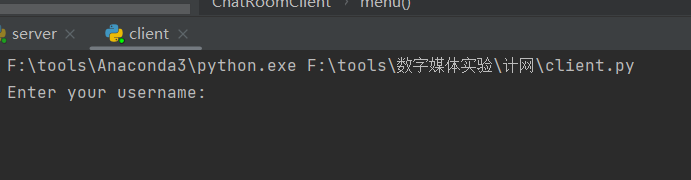 ChatRoomClient › menu()
server × client ×
F:\tools\Anaconda3\python.exe F:\tools\数字媒体实验\计网\client.py
Enter your username: